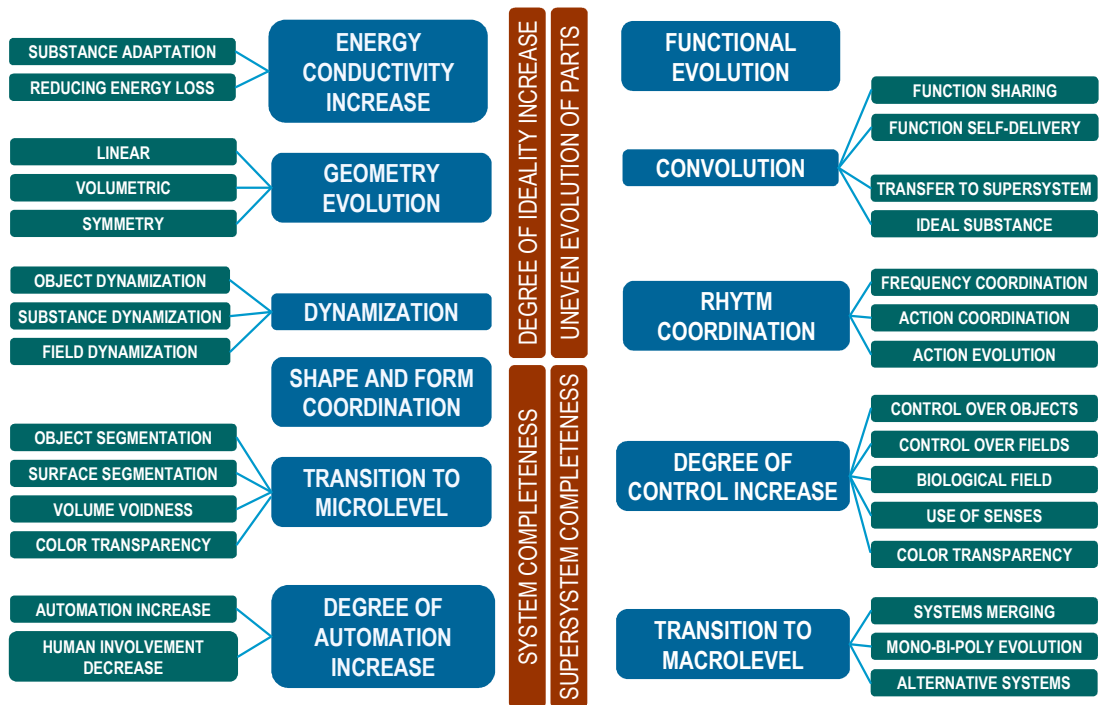 SUBSTANCE ADAPTATION
REDUCING ENERGY LOSS
ENERGY
CONDUCTIVITY
INCREASE
LINEAR
VOLUMETRIC
SYMMETRY
GEOMETRY
EVOLUTION
OBJECT DYNAMIZATION
SUBSTANCE DYNAMIZATION
FIELD DYNAMIZATION
DYNAMIZATION
SHAPE AND FORM
COORDINATION
OBJECT SEGMENTATION
SURFACE SEGMENTATION
VOLUME VOIDNESS
COLOR TRANSPARENCY
TRANSITION TO
MICROLEVEL
AUTOMATION INCREASE
HUMAN INVOLVEMENT
DECREASE
DEGREE OF
AUTOMATION
INCREASE
DEGREE OF IDEALITY INCREASE
UNEVEN EVOLUTION OF PARTS
SYSTEM COMPLETENESS
SUPERSYSTEM COMPLETENESS
FUNCTIONAL
EVOLUTION
CONVOLUTION
FUNCTION SHARING
FUNCTION SELF-DELIVERY
TRANSFER TO SUPERSYSTEM
IDEAL SUBSTANCE
RHYTM
COORDINATION
FREQUENCY COORDINATION
ACTION COORDINATION
ACTION EVOLUTION
DEGREE OF
CONTROL INCREASE
CONTROL OVER OBJECTS
CONTROL OVER FIELDS
BIOLOGICAL FIELD
USE OF SENSES
COLOR TRANSPARENCY
TRANSITION TO
MACROLEVEL
SYSTEMS MERGING
MONO-BI-POLY EVOLUTION
ALTERNATIVE SYSTEMS